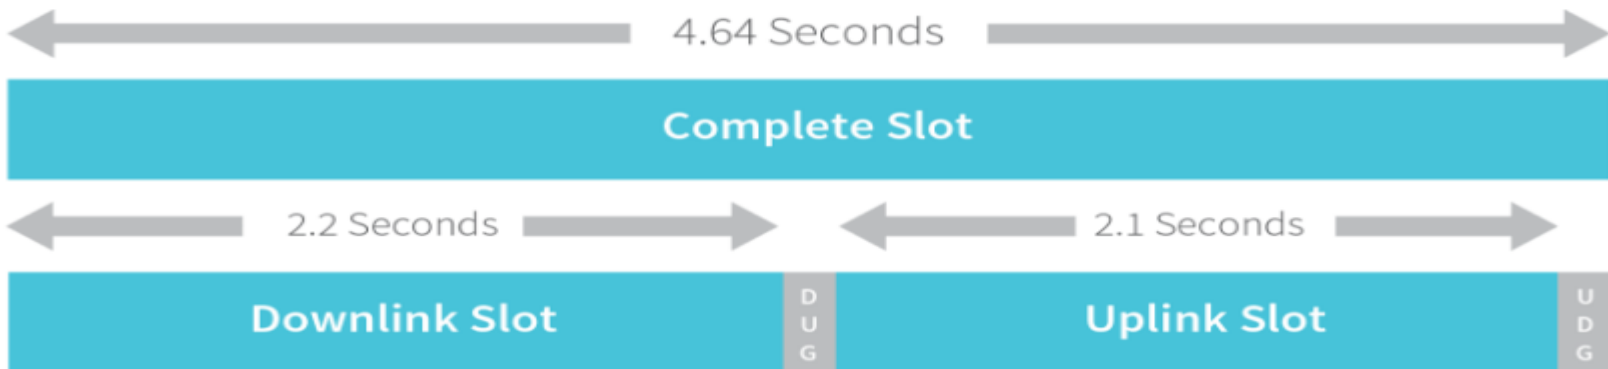 4.64 Seconds
Complete Slot
2.2 Seconds
2.1 Seconds
Downlink Slot
D
U
G
Uplink Slot
U
D
G